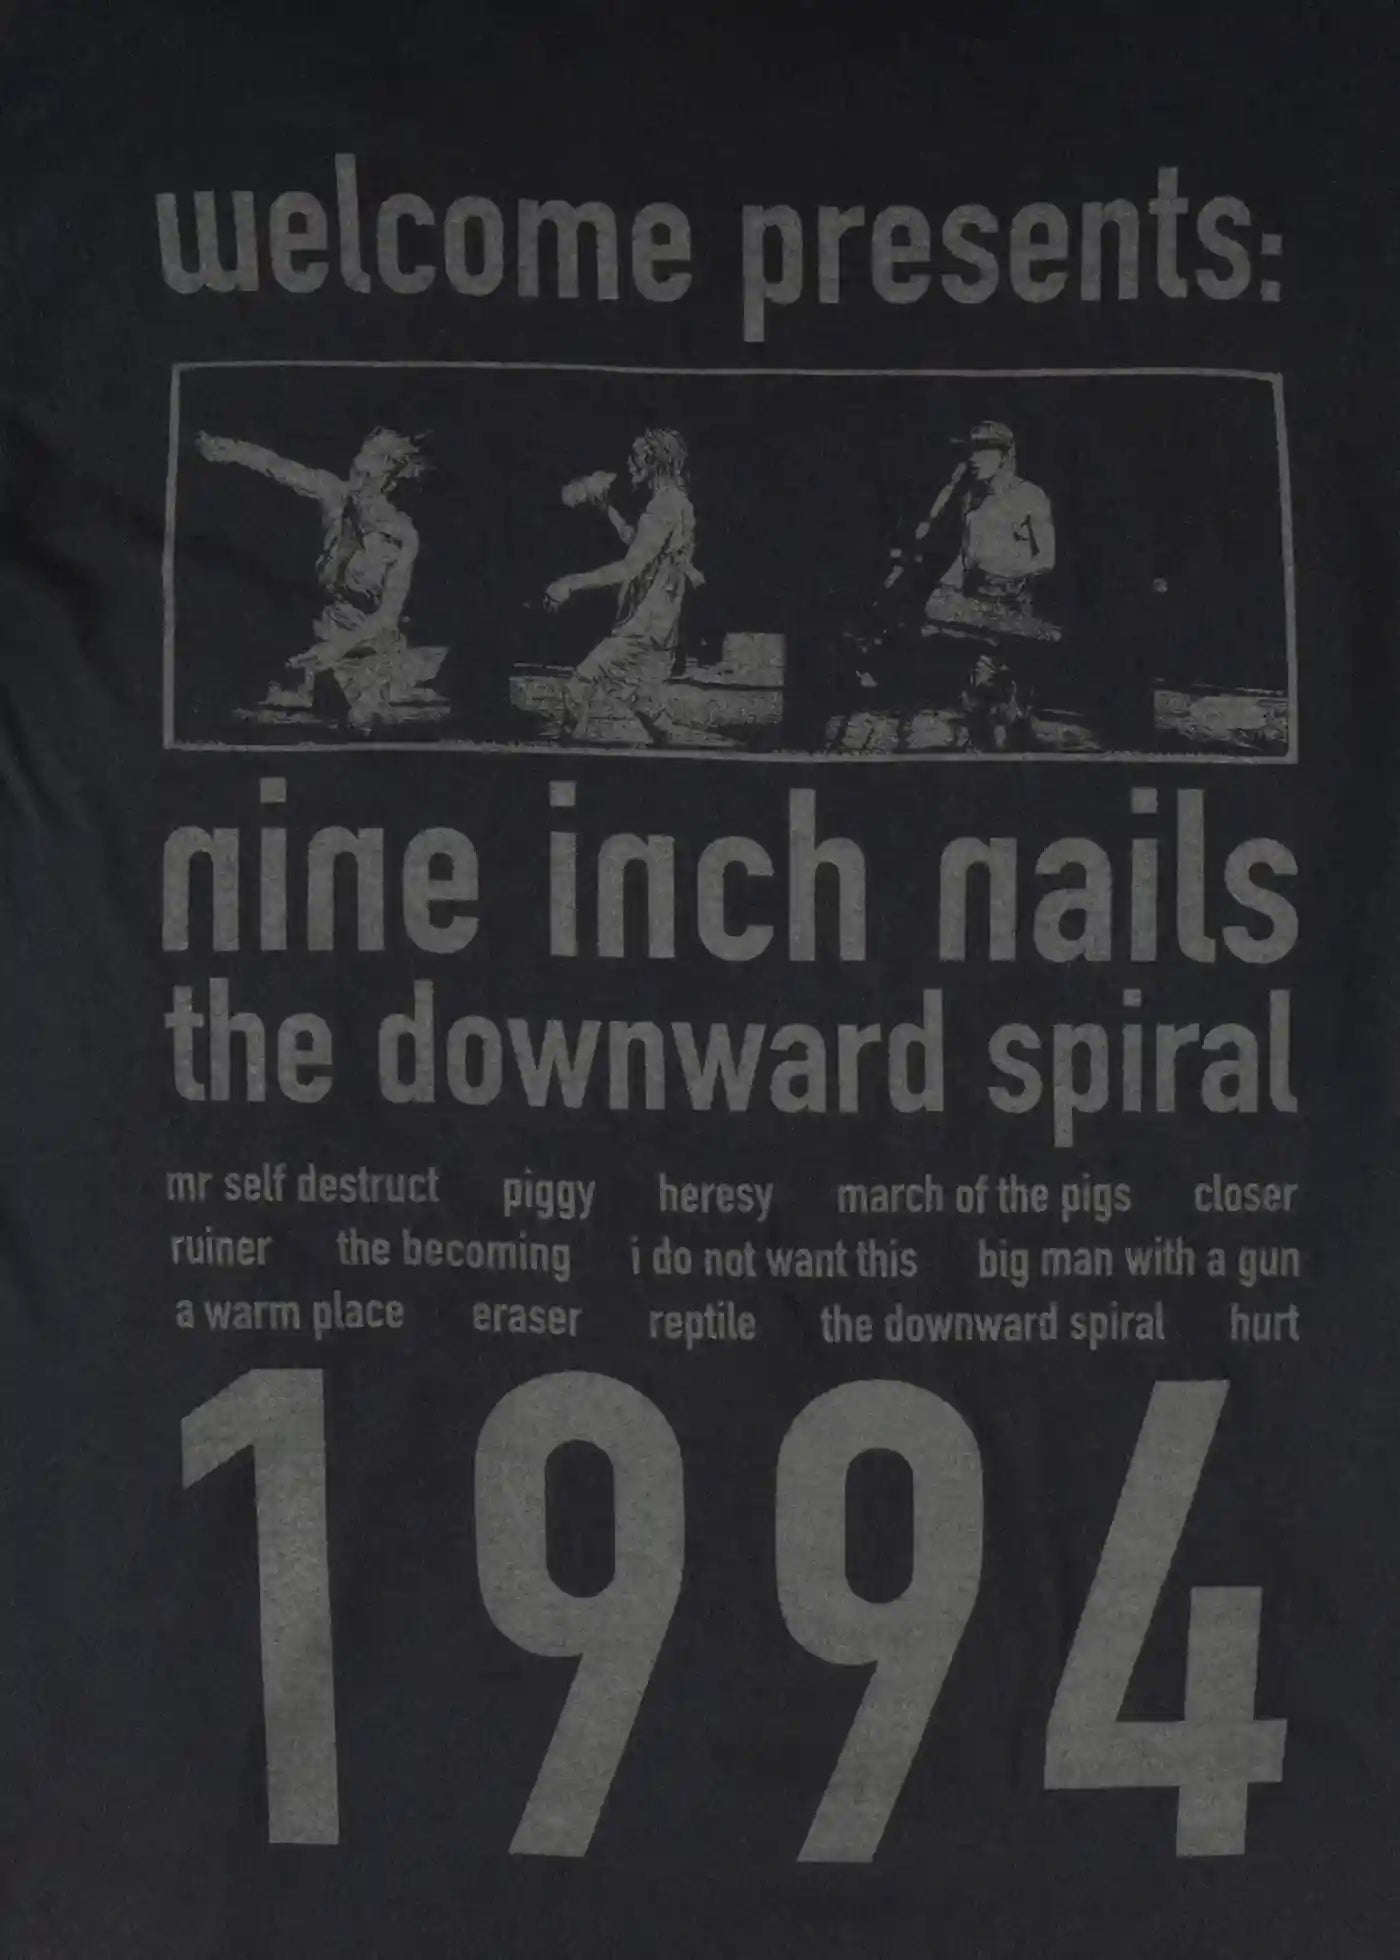 welcome presents:
nine inch nails
the downward spiral
mr self destruct piggy heresy march of the pigs closer
ruiner the becoming i do not want this big man with a gun
a warm place eraser reptile the downward spiral hurt
1994